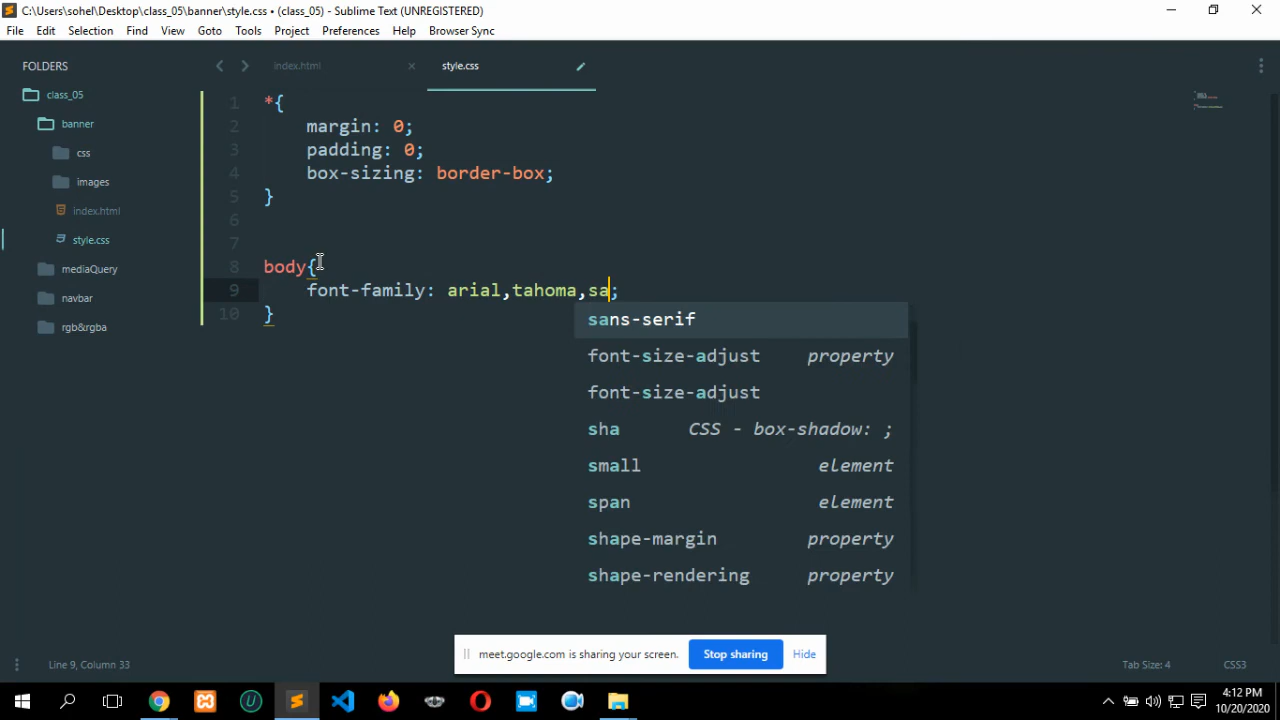 C:\Users\sohel\Desktop\class_05\banner\style.css • (class_05) - Sublime Text (UNREGISTERED)
File Edit Selection Find View Goto Tools Project Preferences Help Browser Sync
FOLDERS
class_05
banner
css
images
index.html
style.css
mediaQuery
navbar
rgb&rgba
index.html
style.css
1 *{
2 margin: 0;
3 padding: 0;
4 box-sizing: border-box;
5 }
6
7
8 body{
9 font-family: arial,tahoma,sa;
10 }
sans-serif
font-size-adjust property
font-size-adjust
sha CSS - box-shadow: ;
small element
span element
shape-margin property
shape-rendering property
meet.google.com is sharing your screen. Stop sharing Hide
Line 9, Column 33 Tab Size: 4 CSS3
4:12 PM
10/20/2020